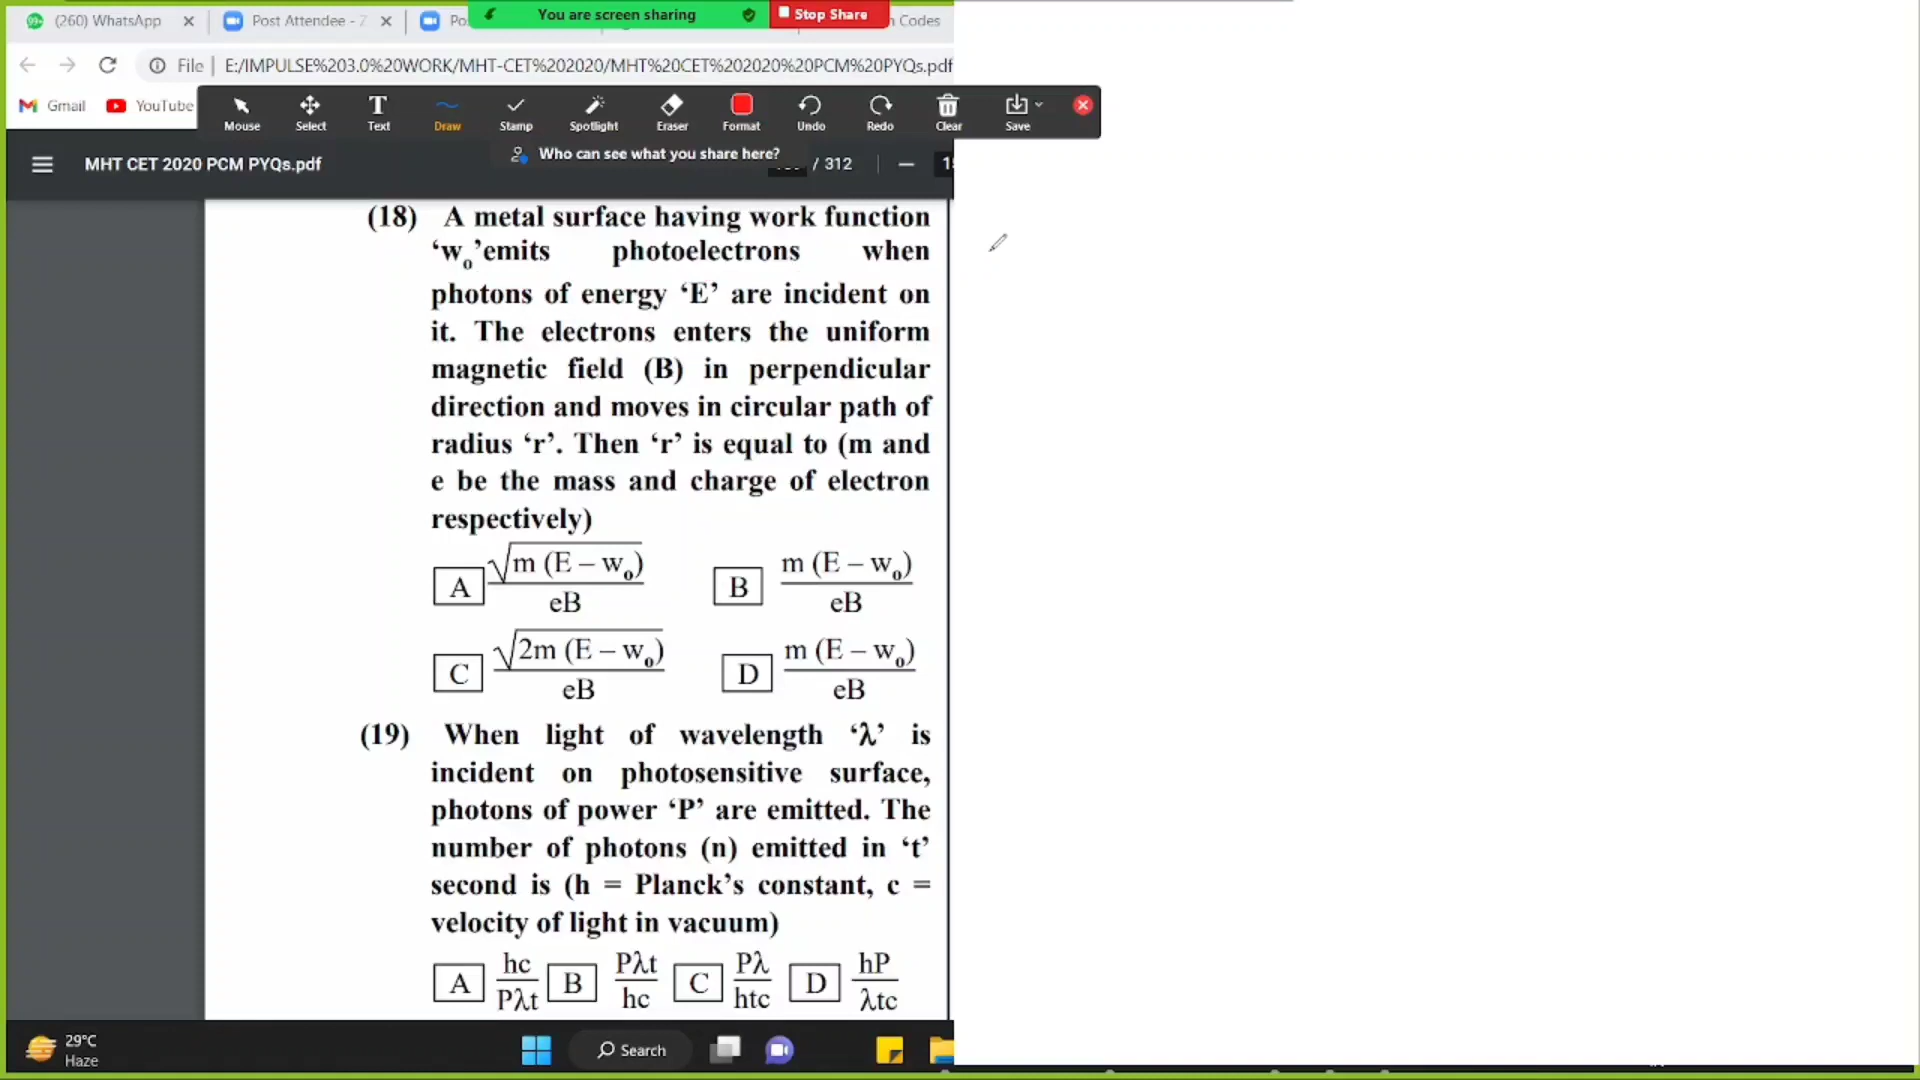 (260) WhatsApp
Post Attendee - Z
Po
You are screen sharing
Stop Share
Codes
File
E:/IMPULSE%203.0%20WORK/MHT-CET%202020/MHT%20CET%202020%20PCM%20PYQs.pdf
Gmail
YouTube
Mouse
Select
Text
Draw
Stamp
Spotlight
Eraser
Format
Undo
Redo
Clear
Save
Who can see what you share here?
MHT CET 2020 PCM PYQs.pdf
/ 312
(18) A metal surface having work function
‘w₀’emits photoelectrons when
photons of energy ‘E’ are incident on
it. The electrons enters the uniform
magnetic field (B) in perpendicular
direction and moves in circular path of
radius ‘r’. Then ‘r’ is equal to (m and
e be the mass and charge of electron
respectively)
A √(m (E – w₀)) / eB
B m (E – w₀) / eB
C √(2m (E – w₀)) / eB
D m (E – w₀) / eB
(19) When light of wavelength ‘λ’ is
incident on photosensitive surface,
photons of power ‘P’ are emitted. The
number of photons (n) emitted in ‘t’
second is (h = Planck’s constant, c =
velocity of light in vacuum)
A hc / Pλt B Pλt / hc C Pλ / htc D hP / λtc
29°C
Haze
Search